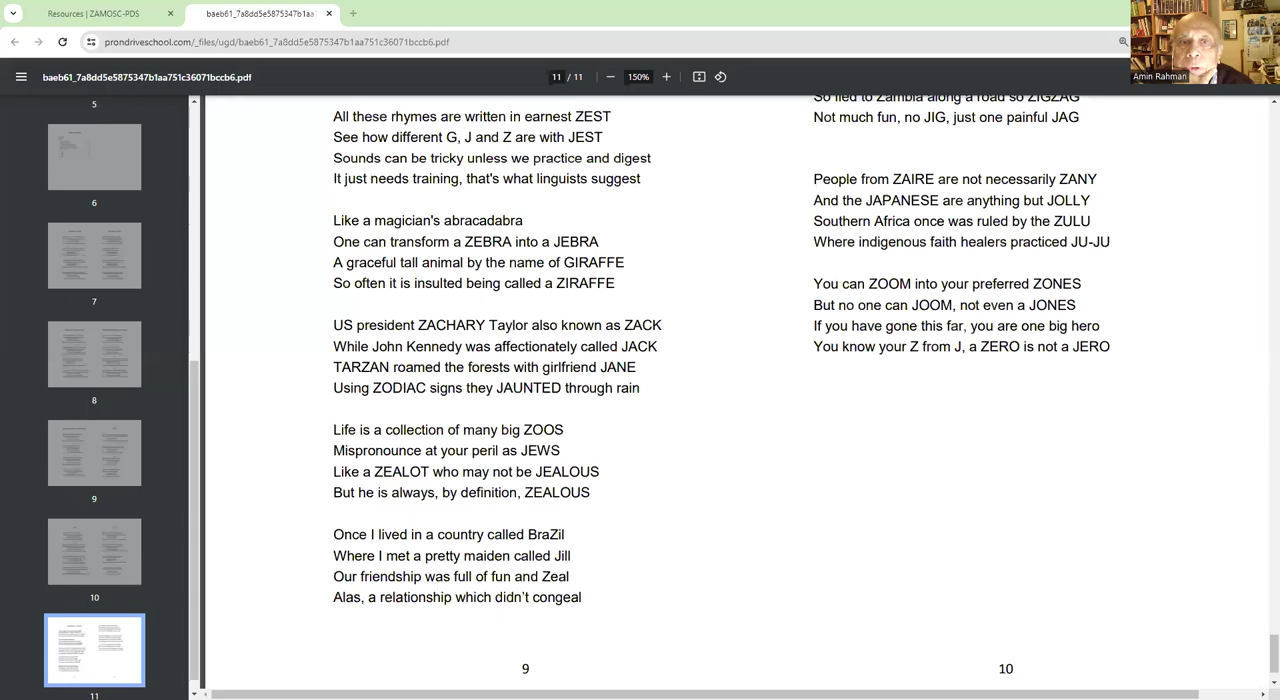 Resources | ZAMOSC-PDS
baeb61_7a8dd5e5875347b1aa
prondriveschool.com/_files/ugd/baeb61_7a8dd5e5875347b1aa751c36071bccb6.pdf
baeb61_7a8dd5e5875347b1aa751c36071bccb6.pdf
11 / 11
150%
Amin Rahman
5
6
7
8
9
10
11
All these rhymes are written in earnest ZEST
See how different G, J and Z are with JEST
Sounds can be tricky unless we practice and digest
It just needs training, that's what linguists suggest
Like a magician's abracadabra
One can transform a ZEBRA into a JEBRA
A graceful tall animal by the name of GIRAFFE
So often it is insulted being called a ZIRAFFE
US president ZACHARY Taylor also known as ZACK
While John Kennedy was affectionately called JACK
TARZAN roamed the forests with girlfriend JANE
Using ZODIAC signs they JAUNTED through rain
Life is a collection of many big ZOOS
Mispronounce at your peril as JEWS
Like a ZEALOT who may not be JEALOUS
But he is always, by definition, ZEALOUS
Once I lived in a country called BraZil
Where I met a pretty maiden called Jill
Our friendship was full of fun and Zeal
Alas, a relationship which didn't congeal
9
So fled to Zambia along a road so ZIGZAG
Not much fun, no JIG, just one painful JAG
People from ZAIRE are not necessarily ZANY
And the JAPANESE are anything but JOLLY
Southern Africa once was ruled by the ZULU
Where indigenous faith healers practiced JU-JU
You can ZOOM into your preferred ZONES
But no one can JOOM, not even a JONES
If you have gone this far, you are one big hero
You know your Z from J, a ZERO is not a JERO
10